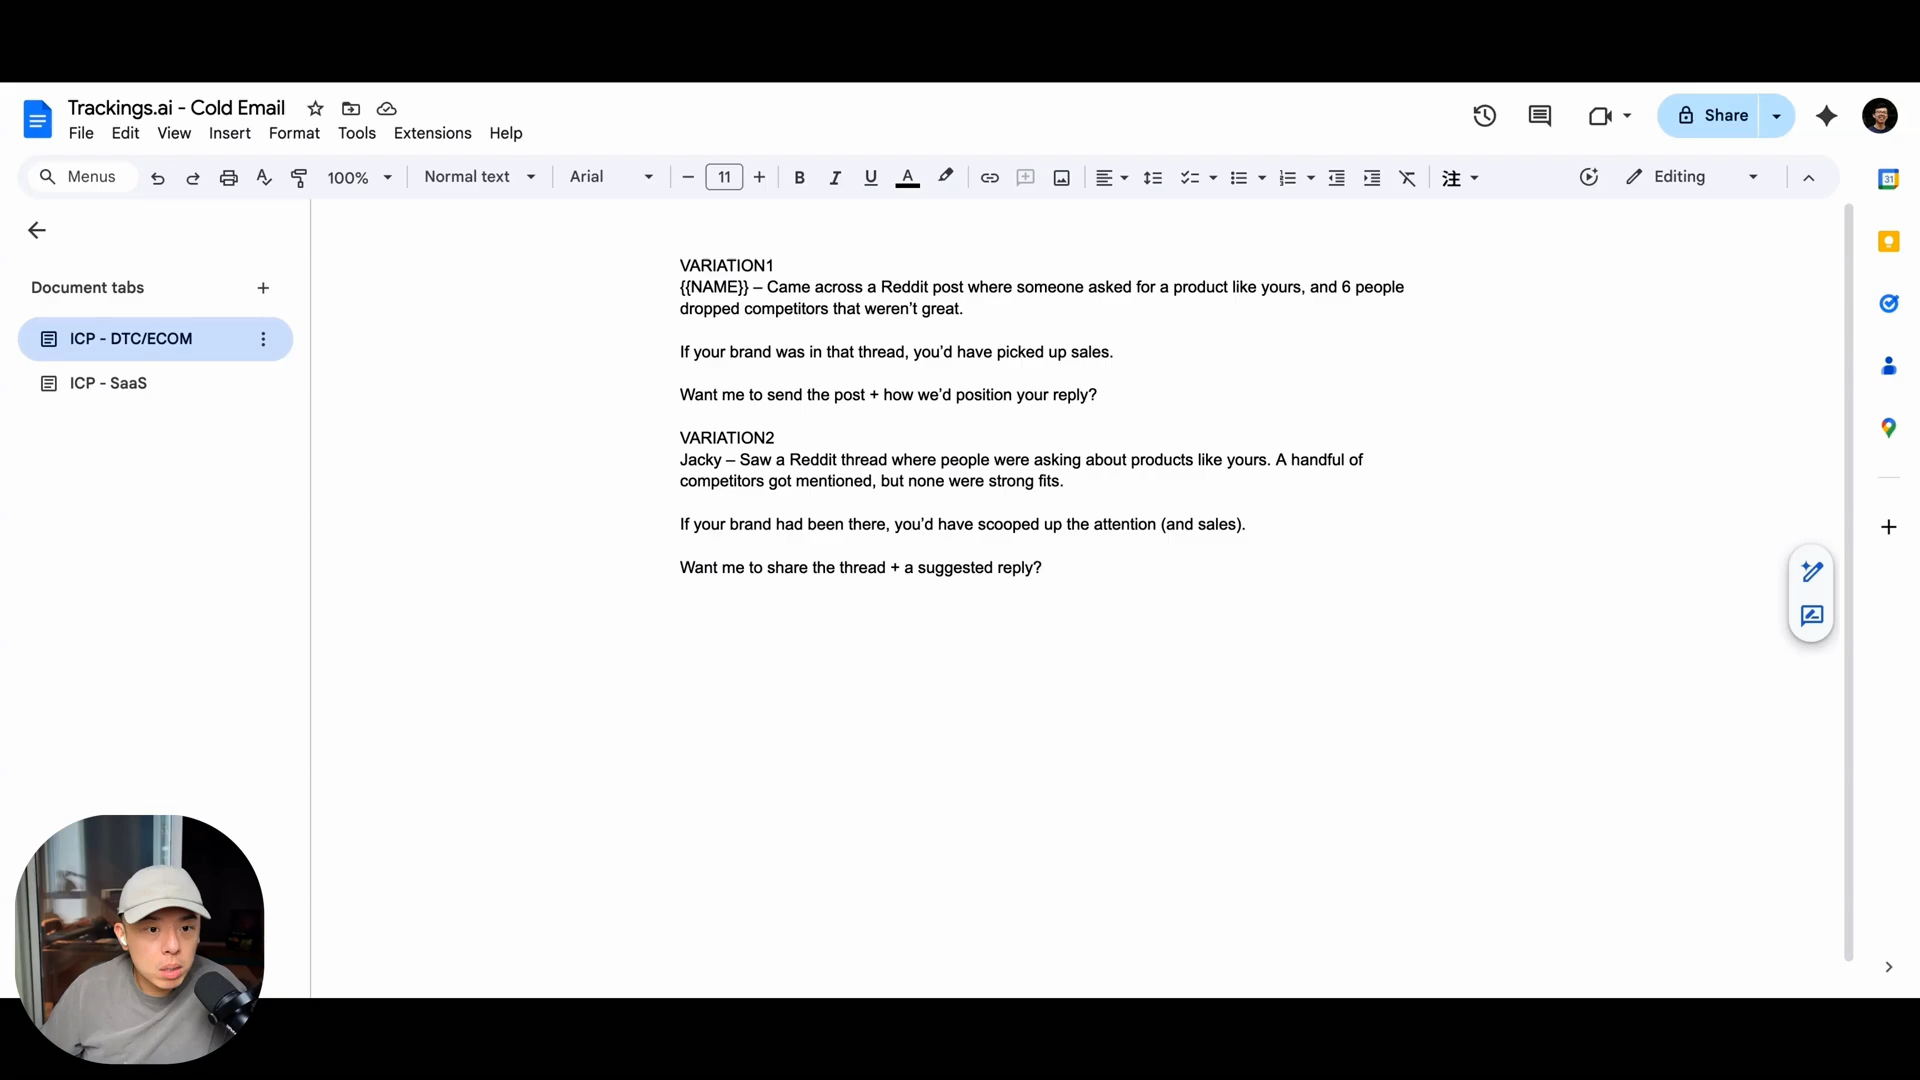 Trackings.ai - Cold Email
File Edit View Insert Format Tools Extensions Help
Share
Menus 100% Normal text Arial 11 注 Editing
31
Document tabs
ICP - DTC/ECOM
ICP - SaaS
VARIATION1
{{NAME}} – Came across a Reddit post where someone asked for a product like yours, and 6 people
dropped competitors that weren’t great.
If your brand was in that thread, you’d have picked up sales.
Want me to send the post + how we’d position your reply?
VARIATION2
Jacky – Saw a Reddit thread where people were asking about products like yours. A handful of
competitors got mentioned, but none were strong fits.
If your brand had been there, you’d have scooped up the attention (and sales).
Want me to share the thread + a suggested reply?